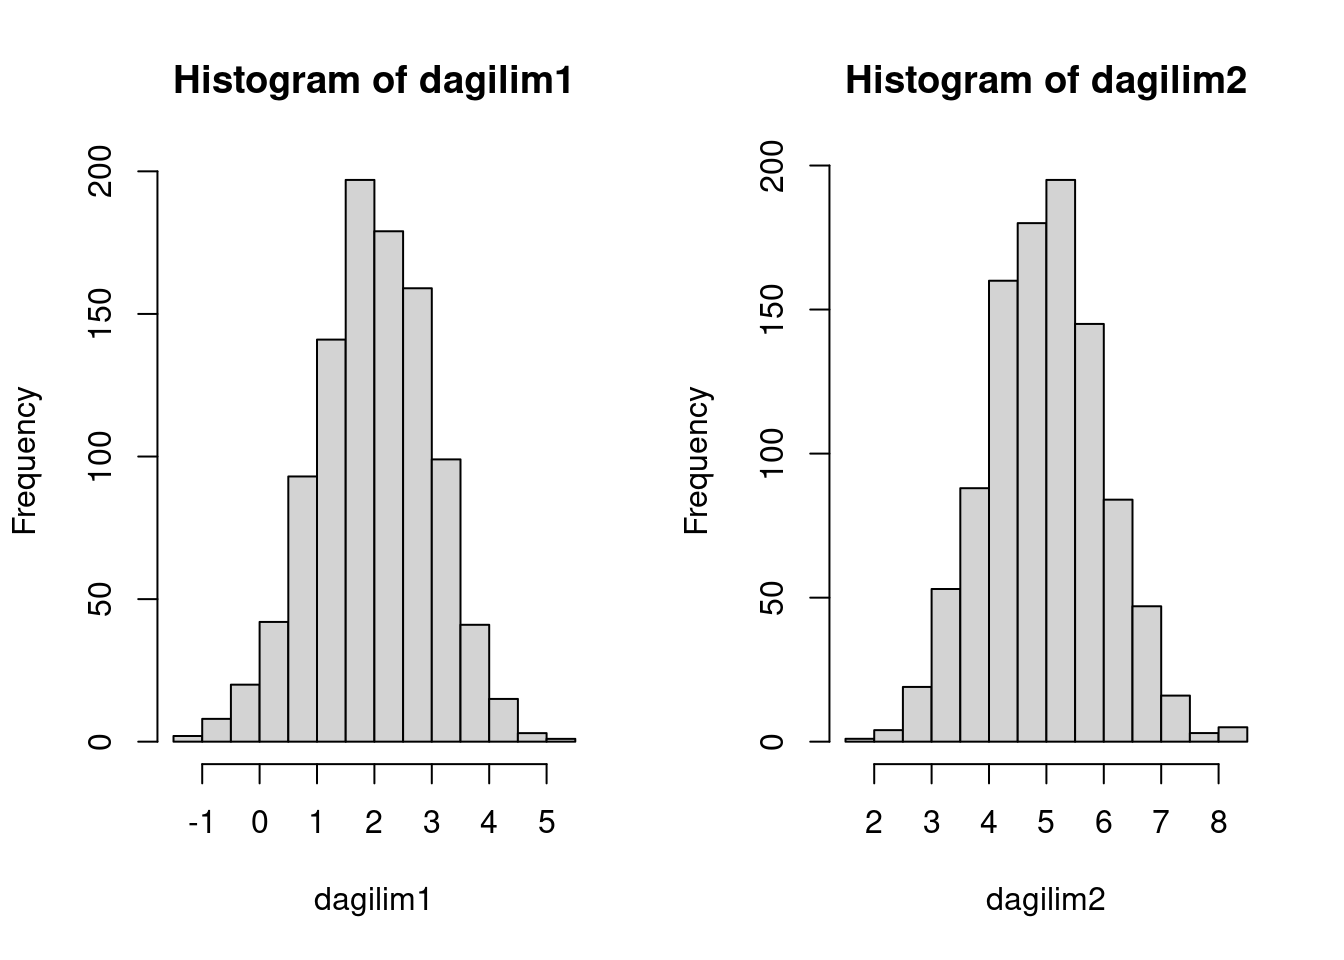 Histogram of dagilim1
Frequency
200
150
100
50
0
-1 0 1 2 3 4 5
dagilim1
Histogram of dagilim2
Frequency
200
150
100
50
0
2 3 4 5 6 7 8
dagilim2